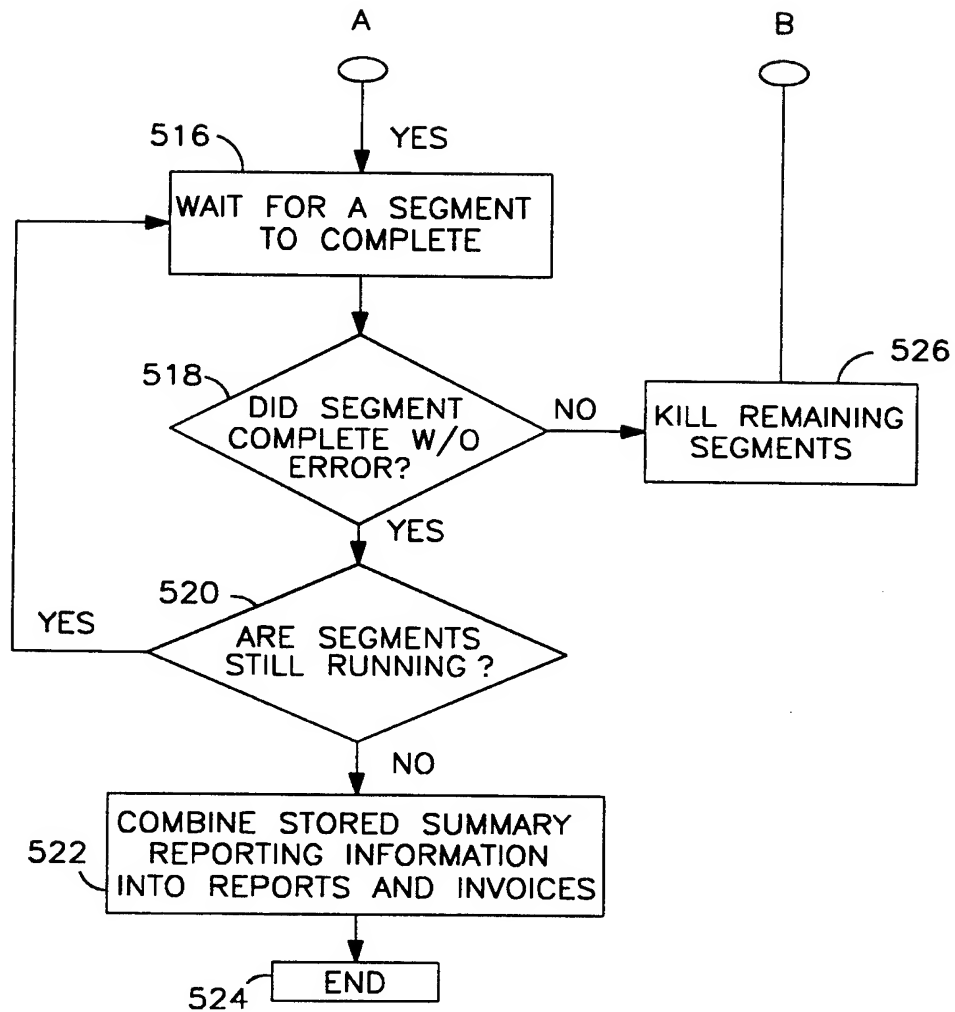 A
B
YES
516
WAIT FOR A SEGMENT
TO COMPLETE
518
DID SEGMENT
COMPLETE W/O
ERROR?
NO
526
KILL REMAINING
SEGMENTS
YES
520
YES
ARE SEGMENTS
STILL RUNNING ?
NO
522
COMBINE STORED SUMMARY
REPORTING INFORMATION
INTO REPORTS AND INVOICES
524
END